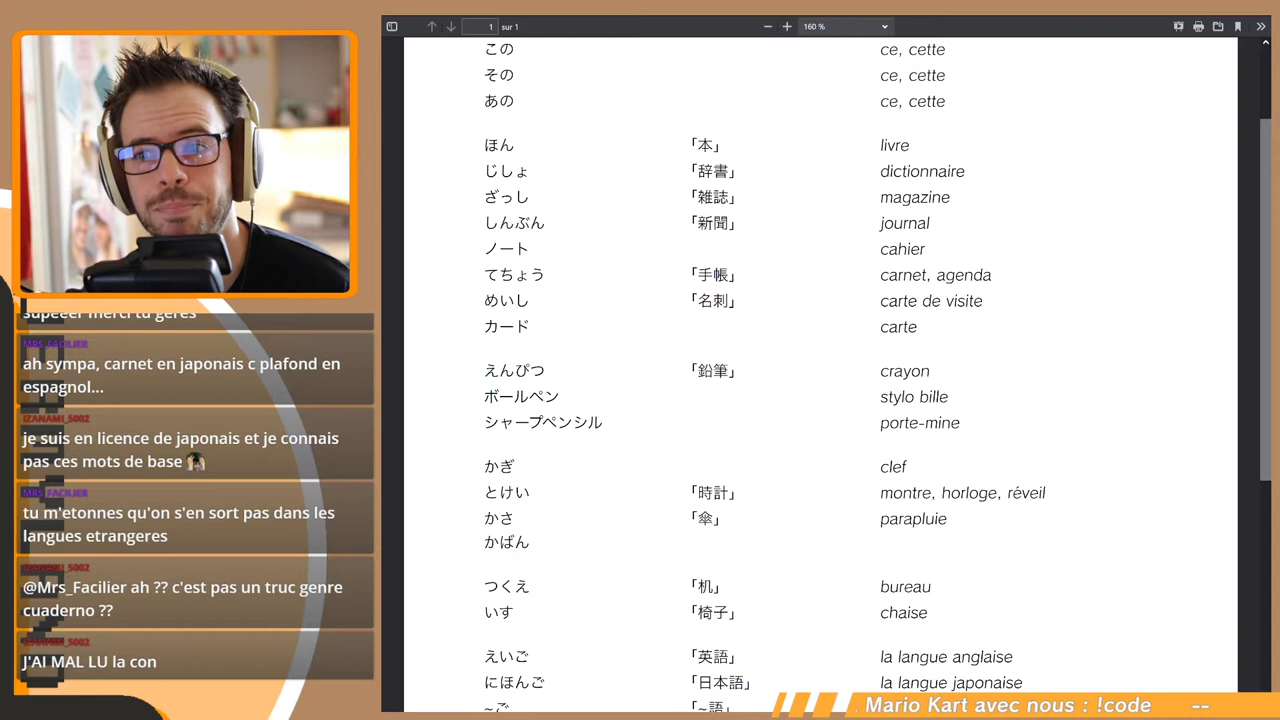 supeeer merci tu geres
MRS_FACILIER
ah sympa, carnet en japonais c plafond en
espagnol...
IZANAMI_5002
je suis en licence de japonais et je connais
pas ces mots de base
MRS_FACILIER
tu m'etonnes qu'on s'en sort pas dans les
langues etrangeres
IZANAMI_5002
@Mrs_Facilier ah ?? c'est pas un truc genre
cuaderno ??
IZANAMI_5002
J'AI MAL LU la con
1 sur 1 160 %
この ce, cette
その ce, cette
あの ce, cette
ほん 「本」 livre
じしょ 「辞書」 dictionnaire
ざっし 「雑誌」 magazine
しんぶん 「新聞」 journal
ノート cahier
てちょう 「手帳」 carnet, agenda
めいし 「名刺」 carte de visite
カード carte
えんぴつ 「鉛筆」 crayon
ボールペン stylo bille
シャープペンシル porte-mine
かぎ clef
とけい 「時計」 montre, horloge, réveil
かさ 「傘」 parapluie
かばん
つくえ 「机」 bureau
いす 「椅子」 chaise
えいご 「英語」 la langue anglaise
にほんご 「日本語」 la langue japonaise
~ご 「~語」
Mario Kart avec nous : !code --